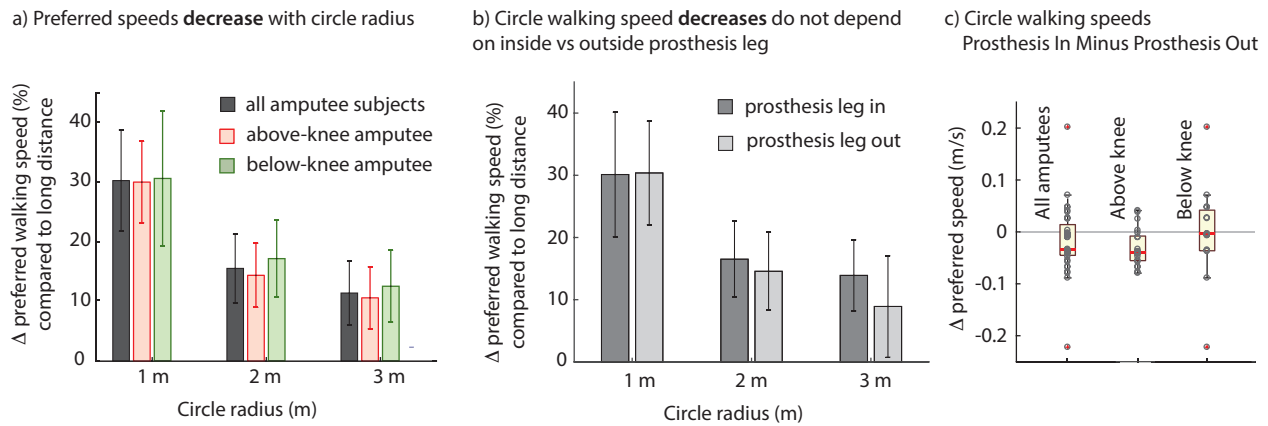 a) Preferred speeds decrease with circle radius
Δ preferred walking speed (%)
compared to long distance
40
30
20
10
0
all amputee subjects
above-knee amputee
below-knee amputee
1 m
2 m
3 m
Circle radius (m)
b) Circle walking speed decreases do not depend
on inside vs outside prosthesis leg
Δ preferred walking speed (%)
compared to long distance
40
30
20
10
0
prosthesis leg in
prosthesis leg out
1 m
2 m
3 m
Circle radius (m)
c) Circle walking speeds
Prosthesis In Minus Prosthesis Out
Δ preferred speed (m/s)
0.2
0.1
0
-0.1
-0.2
All amputees
Above knee
Below knee